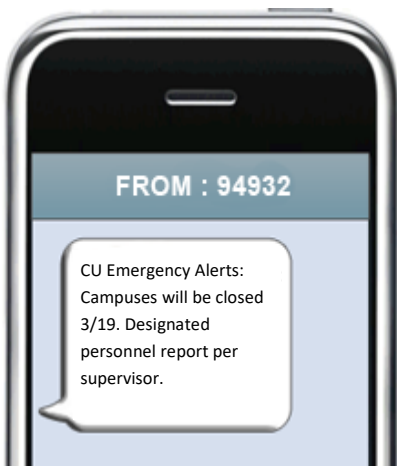 FROM : 94932
CU Emergency Alerts:
Campuses will be closed
3/19. Designated
personnel report per
supervisor.